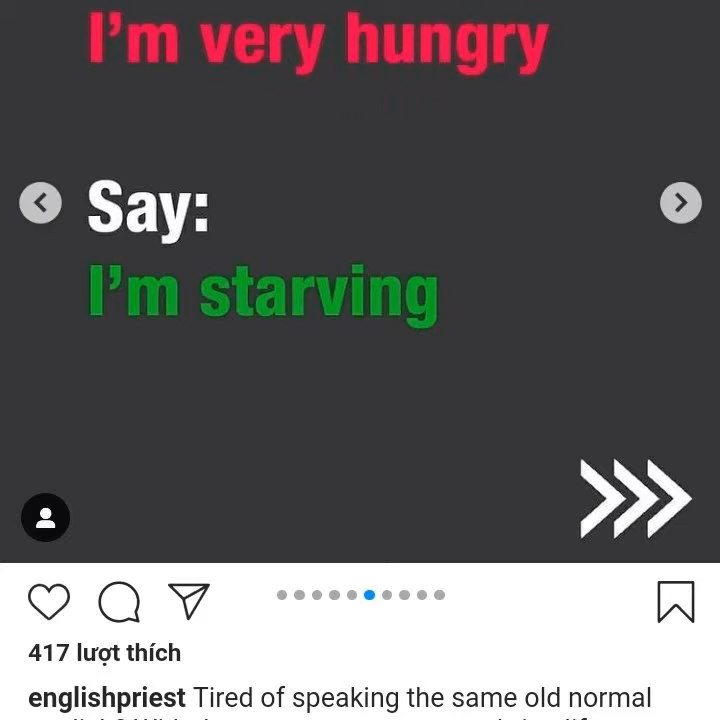 I'm very hungry
Say:
I'm starving
417 lượt thích
englishpriest Tired of speaking the same old normal